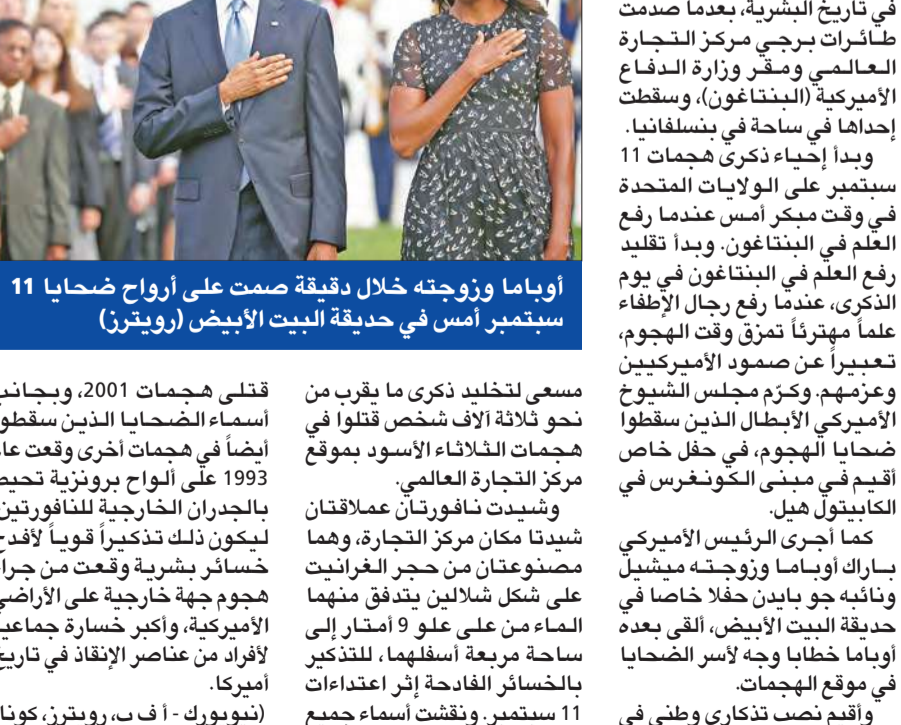 في تاريخ البشرية، بعدما صدمت
طائرات برجي مركز التجارة
العالمي ومقر وزارة الدفاع
الأميركية (البنتاغون)، وسقطت
إحداها في ساحة في بنسلفانيا.
وبدأ إحياء ذكرى هجمات 11
سبتمبر على الولايات المتحدة
في وقت مبكر أمس عندما رفع
العلم في البنتاغون. وبدأ تقليد
رفع العلم في البنتاغون في يوم
الذكرى، عندما رفع رجال الإطفاء
علماً مهترئاً تمزق وقت الهجوم،
تعبيراً عن صمود الأميركيين
وعزمهم. وكرّم مجلس الشيوخ
الأميركي الأبطال الذين سقطوا
ضحايا الهجوم، في حفل خاص
أقيم في مبنى الكونغرس في
الكابيتول هيل.
كما أجرى الرئيس الأميركي
باراك أوباما وزوجته ميشيل
ونائبه جو بايدن حفلا خاصا في
حديقة البيت الأبيض، ألقى بعده
أوباما خطابا وجه لأسر الضحايا
في موقع الهجمات.
وأقيم نصب تذكاري وطني في
أوباما وزوجته خلال دقيقة صمت على أرواح ضحايا 11
سبتمبر أمس في حديقة البيت الأبيض (رويترز)
مسعى لتخليد ذكرى ما يقرب من
نحو ثلاثة آلاف شخص قتلوا في
هجمات الثلاثاء الأسود بموقع
مركز التجارة العالمي.
وشيدت نافورتان عملاقتان
شيدتا مكان مركز التجارة، وهما
مصنوعتان من حجر الغرانيت
على شكل شلالين يتدفق منهما
الماء من على علو 9 أمتار إلى
ساحة مربعة أسفلهما، للتذكير
بالخسائر الفادحة إثر اعتداءات
11 سبتمبر. ونقشت أسماء جميع
قتلى هجمات 2001، وبجانب
أسماء الضحايا الذين سقطوا
أيضاً في هجمات أخرى وقعت عا
1993 على ألواح برونزية تحيط
بالجدران الخارجية للنافورتين
ليكون ذلك تذكيراً قوياً لأفدح
خسائر بشرية وقعت من جرا
هجوم جهة خارجية على الأراضي
الأميركية، وأكبر خسارة جماعية
لأفراد من عناصر الإنقاذ في تاريخ
أميركا.
(نيويورك - أ ف ب، رويترز، كونا